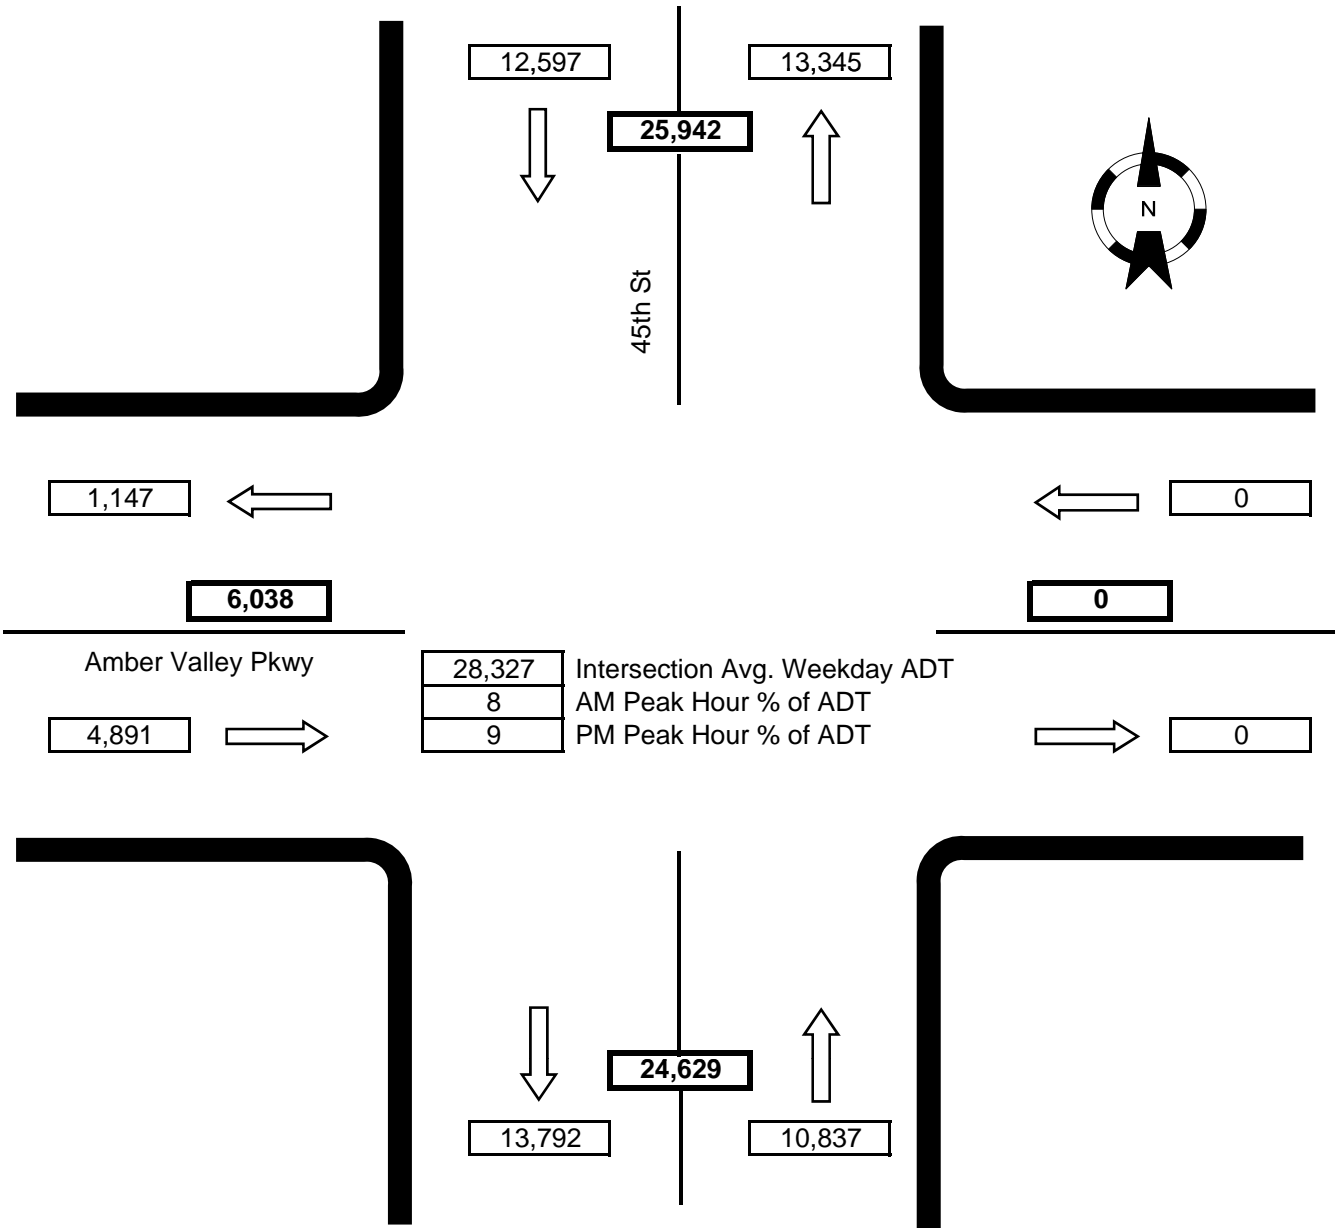 12,597
13,345
25,942
N
45th St
1,147
0
6,038
0
Amber Valley Pkwy
28,327 Intersection Avg. Weekday ADT
8 AM Peak Hour % of ADT
4,891
9 PM Peak Hour % of ADT
0
24,629
13,792
10,837